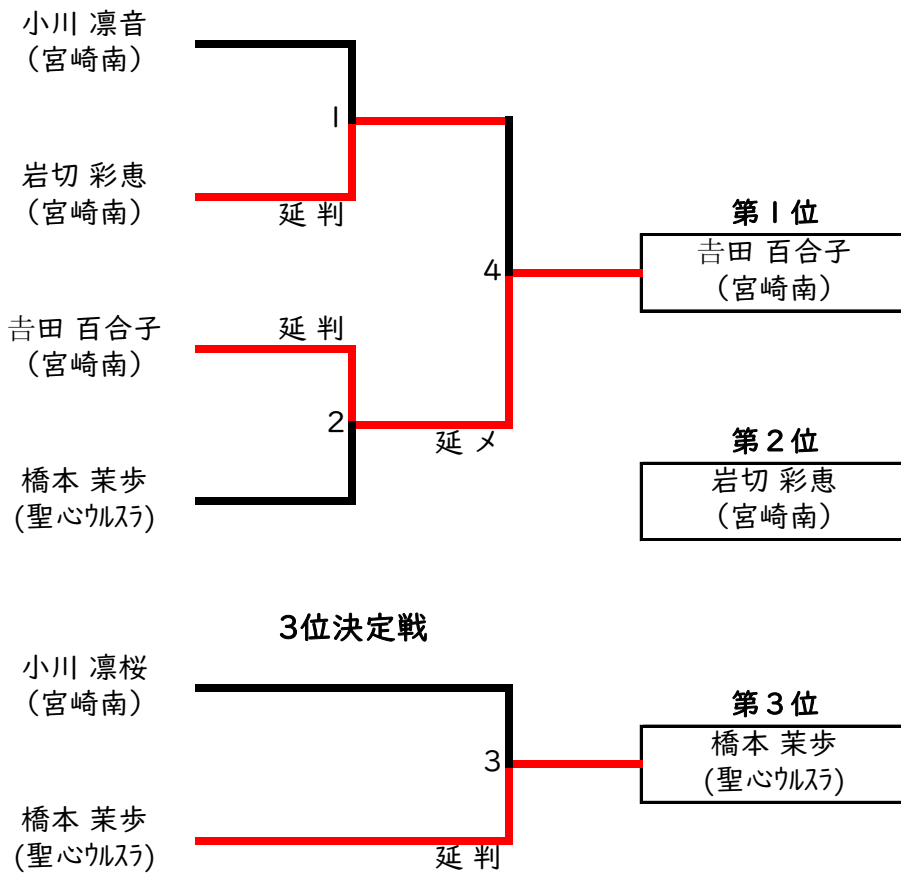 小川 凛音
（宮崎南）
1
岩切 彩恵
（宮崎南）
延 判
𠮷田 百合子
（宮崎南）
延 判
2
橋本 茉歩
(聖心ｳﾙｽﾗ)
4
延 メ
第１位
𠮷田 百合子
（宮崎南）
第２位
岩切 彩恵
（宮崎南）
3位決定戦
小川 凛桜
（宮崎南）
3
橋本 茉歩
(聖心ｳﾙｽﾗ)
延 判
第３位
橋本 茉歩
(聖心ｳﾙｽﾗ)